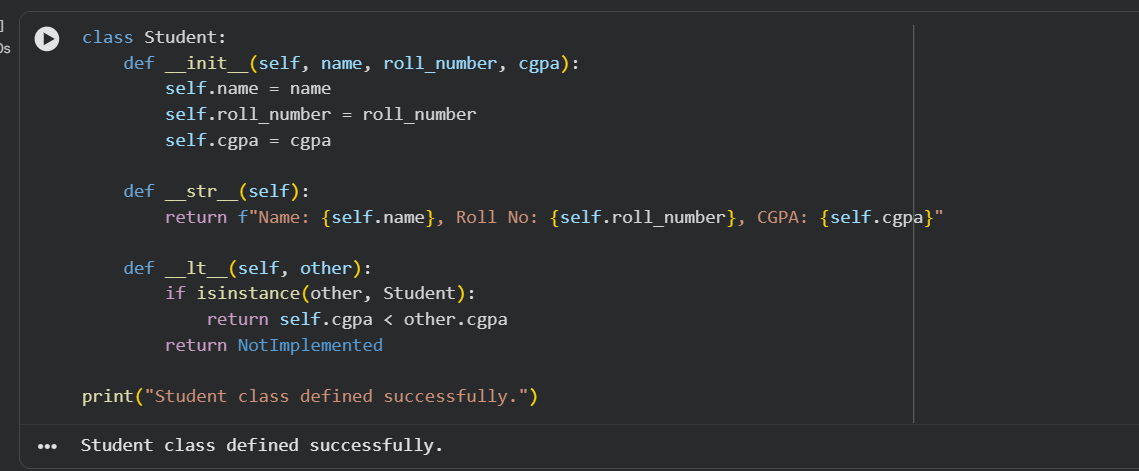 ]
0s
class Student:
    def __init__(self, name, roll_number, cgpa):
        self.name = name
        self.roll_number = roll_number
        self.cgpa = cgpa

    def __str__(self):
        return f"Name: {self.name}, Roll No: {self.roll_number}, CGPA: {self.cgpa}"

    def __lt__(self, other):
        if isinstance(other, Student):
            return self.cgpa < other.cgpa
        return NotImplemented

print("Student class defined successfully.")
Student class defined successfully.